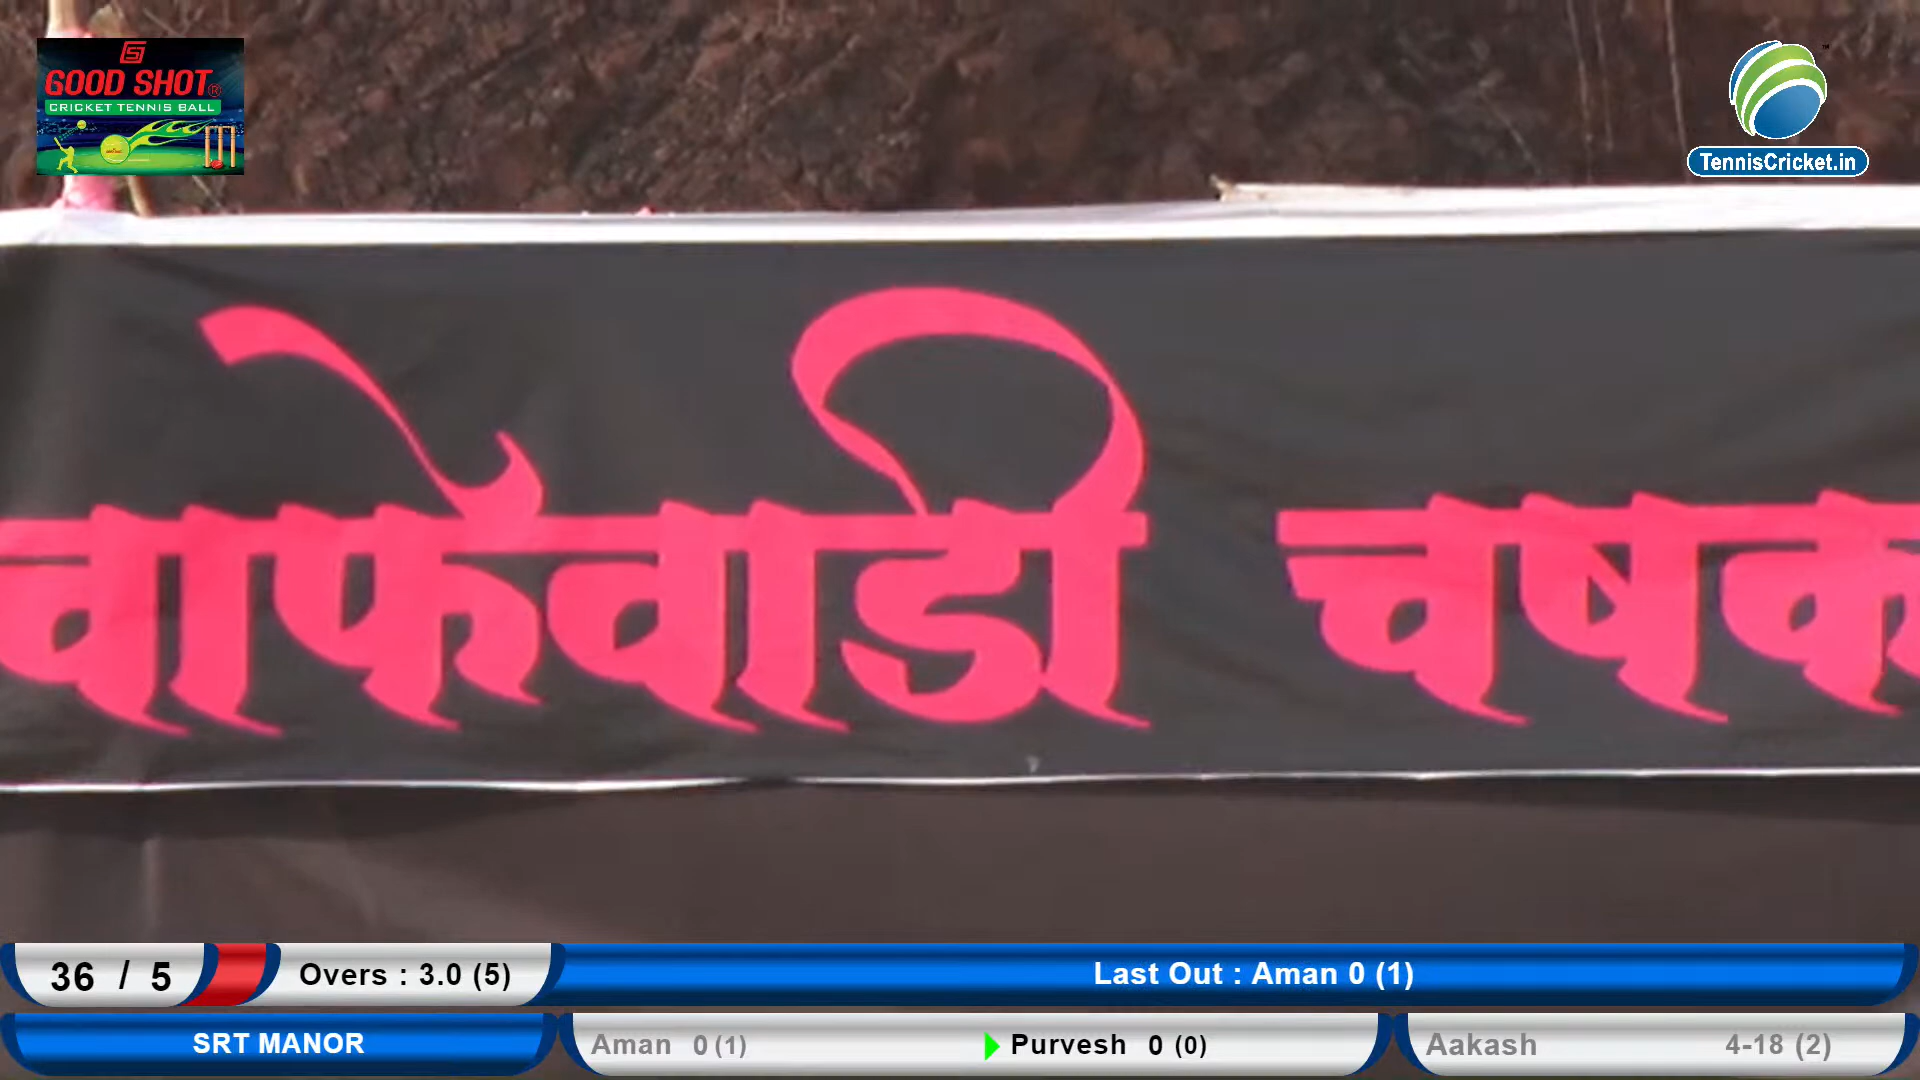 GOOD SHOT®
CRICKET TENNIS BALL
TennisCricket.in
वाफेवाडी चषक
36 / 5
Overs : 3.0 (5)
Last Out : Aman 0 (1)
SRT MANOR
Aman 0 (1)
Purvesh 0 (0)
Aakash 4-18 (2)